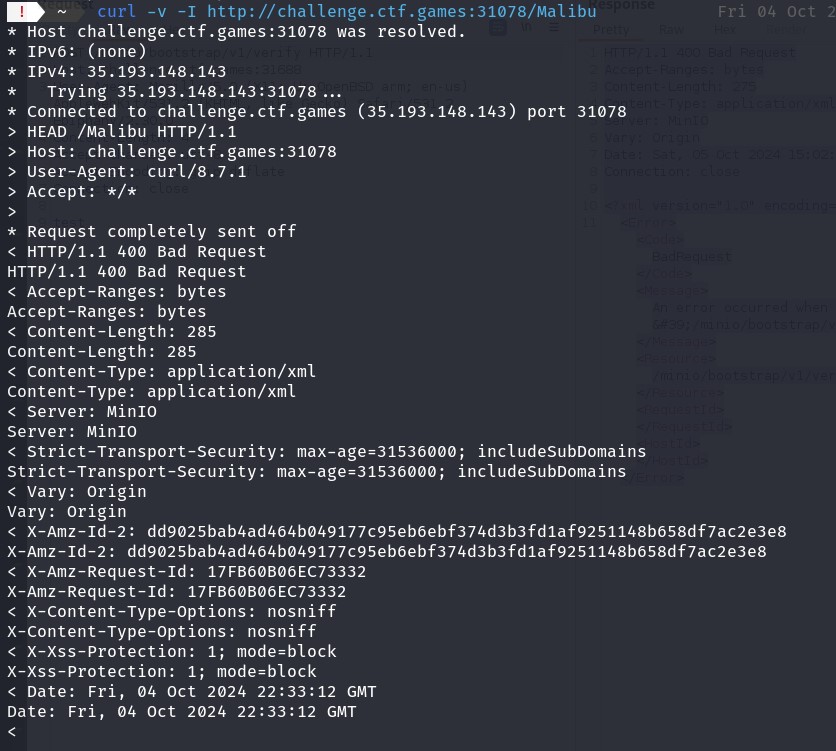 ! ~ curl -v -I http://challenge.ctf.games:31078/Malibu Fri 04 Oct 2
* Host challenge.ctf.games:31078 was resolved.
* IPv6: (none)
* IPv4: 35.193.148.143
*   Trying 35.193.148.143:31078...
* Connected to challenge.ctf.games (35.193.148.143) port 31078
> HEAD /Malibu HTTP/1.1
> Host: challenge.ctf.games:31078
> User-Agent: curl/8.7.1
> Accept: */*
>
* Request completely sent off
< HTTP/1.1 400 Bad Request
HTTP/1.1 400 Bad Request
< Accept-Ranges: bytes
Accept-Ranges: bytes
< Content-Length: 285
Content-Length: 285
< Content-Type: application/xml
Content-Type: application/xml
< Server: MinIO
Server: MinIO
< Strict-Transport-Security: max-age=31536000; includeSubDomains
Strict-Transport-Security: max-age=31536000; includeSubDomains
< Vary: Origin
Vary: Origin
< X-Amz-Id-2: dd9025bab4ad464b049177c95eb6ebf374d3b3fd1af9251148b658df7ac2e3e8
X-Amz-Id-2: dd9025bab4ad464b049177c95eb6ebf374d3b3fd1af9251148b658df7ac2e3e8
< X-Amz-Request-Id: 17FB60B06EC73332
X-Amz-Request-Id: 17FB60B06EC73332
< X-Content-Type-Options: nosniff
X-Content-Type-Options: nosniff
< X-Xss-Protection: 1; mode=block
X-Xss-Protection: 1; mode=block
< Date: Fri, 04 Oct 2024 22:33:12 GMT
Date: Fri, 04 Oct 2024 22:33:12 GMT
<